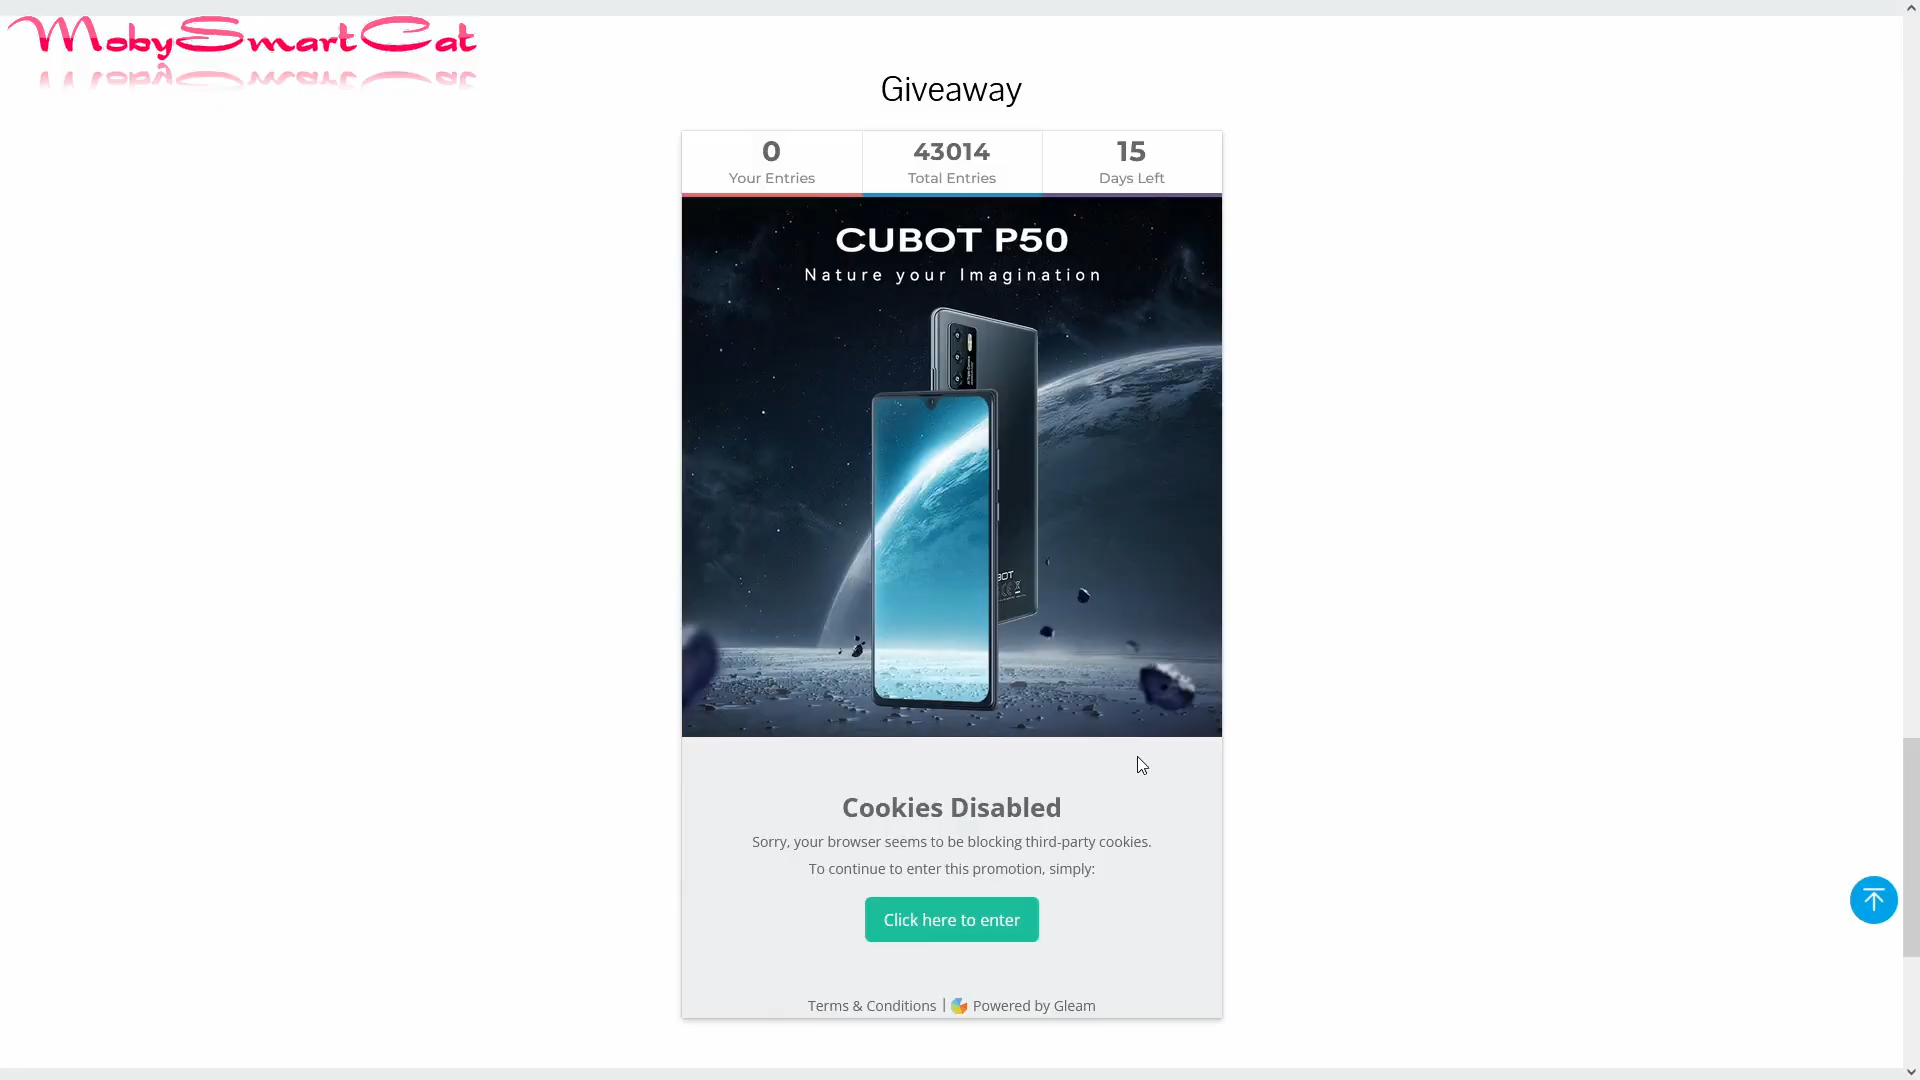 MobySmartCat
Giveaway
0
Your Entries
43014
Total Entries
15
Days Left
CUBOT P50
Nature your Imagination
Cookies Disabled
Sorry, your browser seems to be blocking third-party cookies.
To continue to enter this promotion, simply:
Click here to enter
Terms & Conditions | Powered by Gleam